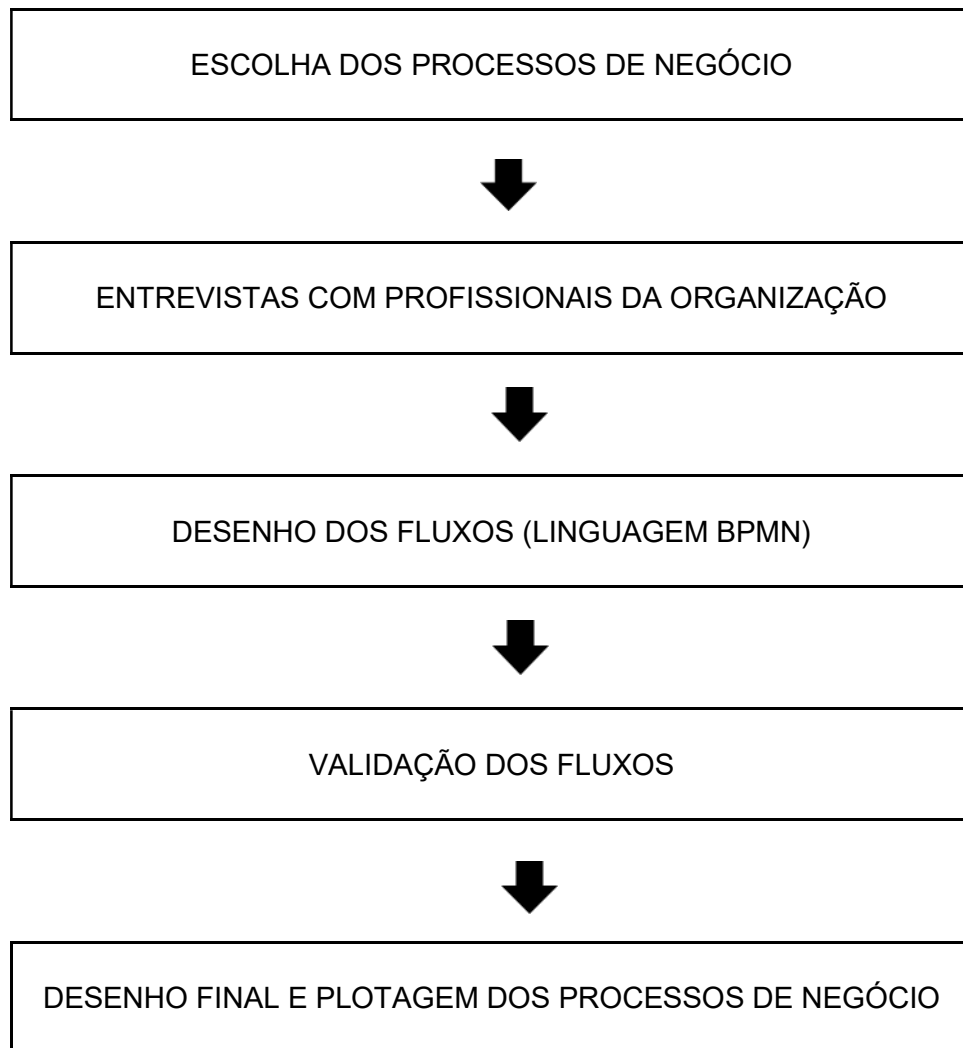 ESCOLHA DOS PROCESSOS DE NEGÓCIO
ENTREVISTAS COM PROFISSIONAIS DA ORGANIZAÇÃO
DESENHO DOS FLUXOS (LINGUAGEM BPMN)
VALIDAÇÃO DOS FLUXOS
DESENHO FINAL E PLOTAGEM DOS PROCESSOS DE NEGÓCIO